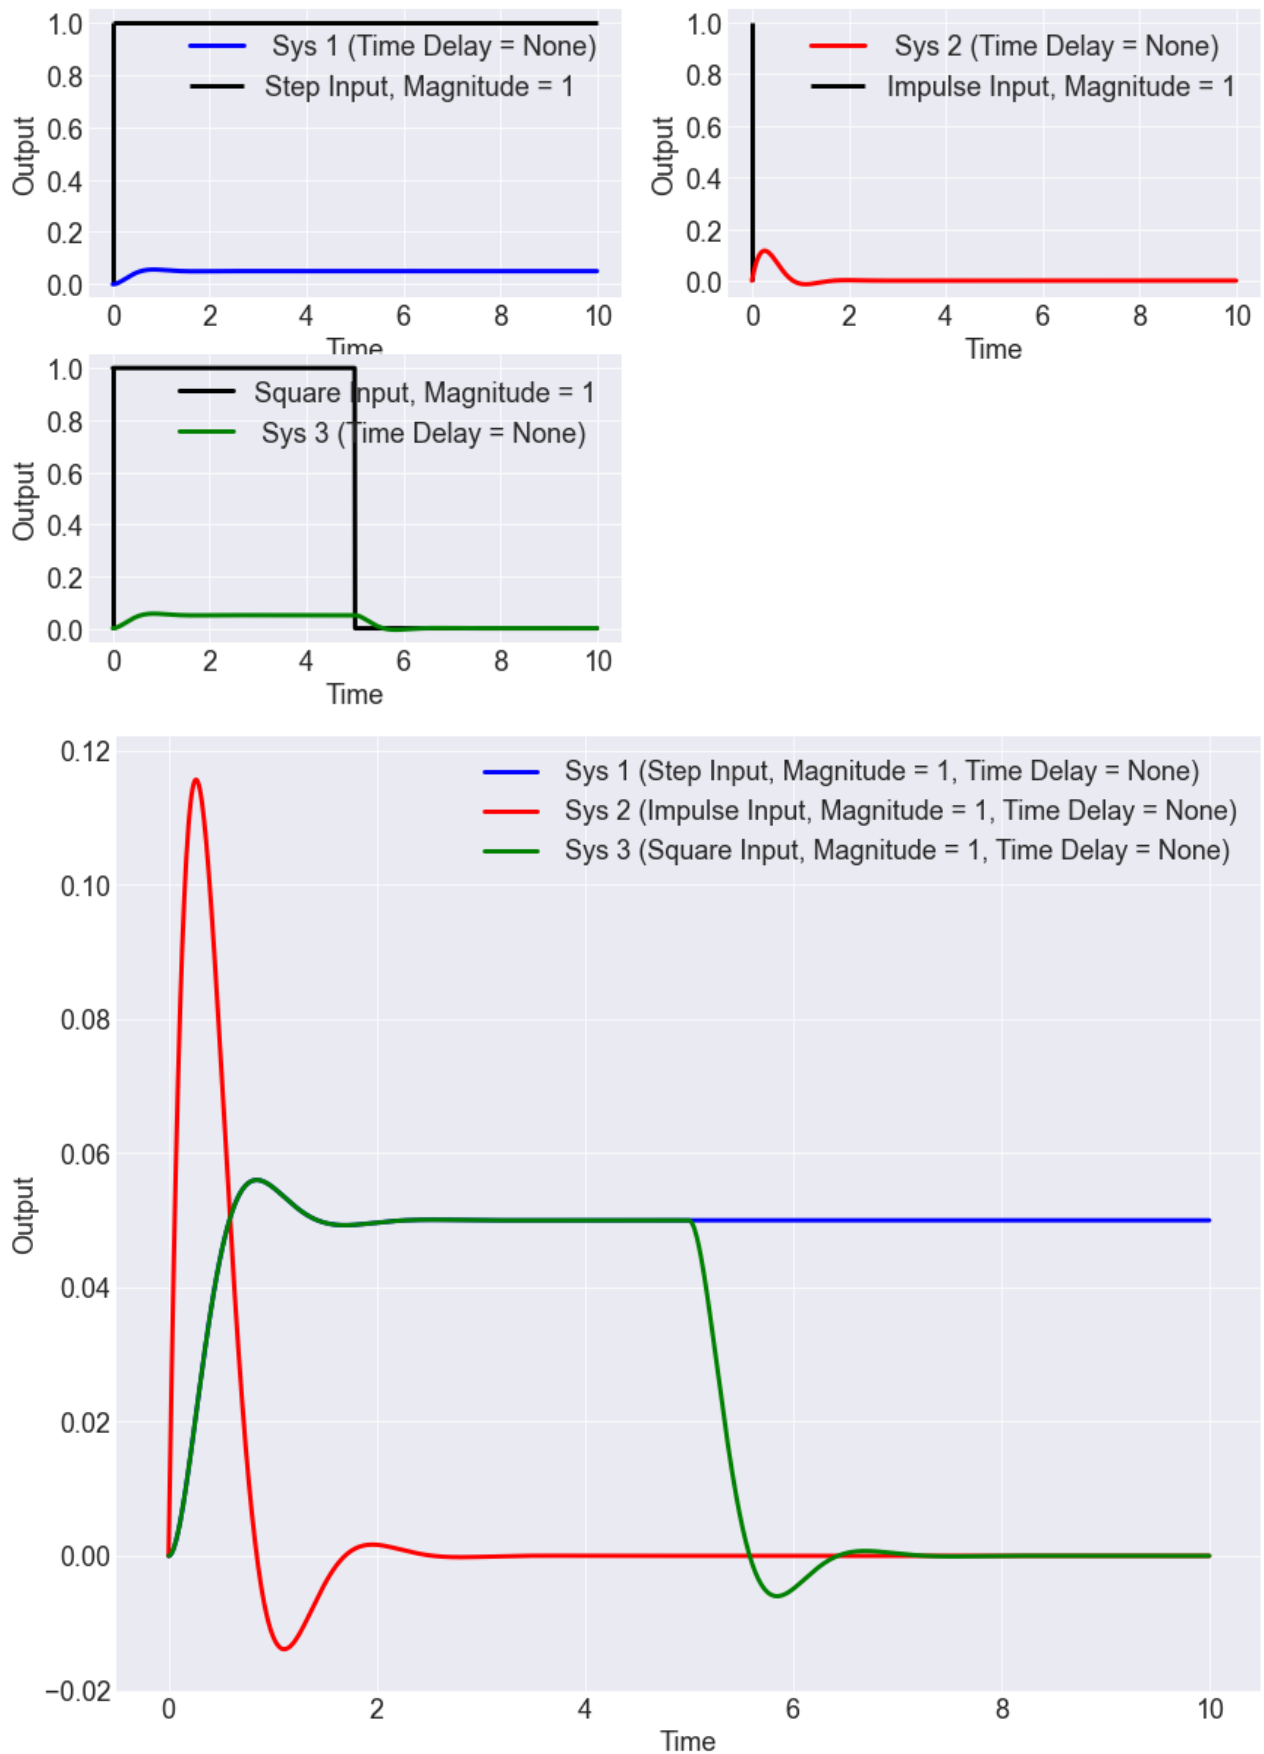 1.0
0.8
0.6
0.4
0.2
0.0
Output
Sys 1 (Time Delay = None)
Step Input, Magnitude = 1
0 2 4 6 8 10
Time
1.0
0.8
0.6
0.4
0.2
0.0
Output
Sys 2 (Time Delay = None)
Impulse Input, Magnitude = 1
0 2 4 6 8 10
Time
1.0
0.8
0.6
0.4
0.2
0.0
Output
Square Input, Magnitude = 1
Sys 3 (Time Delay = None)
0 2 4 6 8 10
Time
0.12
0.10
0.08
0.06
0.04
0.02
0.00
−0.02
Output
Sys 1 (Step Input, Magnitude = 1, Time Delay = None)
Sys 2 (Impulse Input, Magnitude = 1, Time Delay = None)
Sys 3 (Square Input, Magnitude = 1, Time Delay = None)
0 2 4 6 8 10
Time